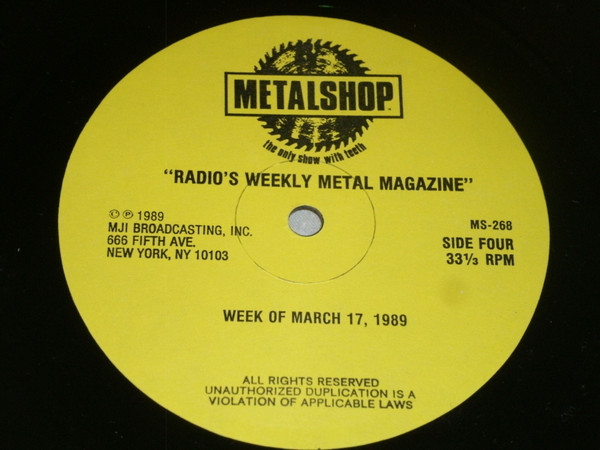 METALSHOP
the only show with teeth
"RADIO'S WEEKLY METAL MAGAZINE"
©℗ 1989
MJI BROADCASTING, INC.
666 FIFTH AVE.
NEW YORK, NY 10103
MS-268
SIDE FOUR
33⅓ RPM
WEEK OF MARCH 17, 1989
ALL RIGHTS RESERVED
UNAUTHORIZED DUPLICATION IS A
VIOLATION OF APPLICABLE LAWS